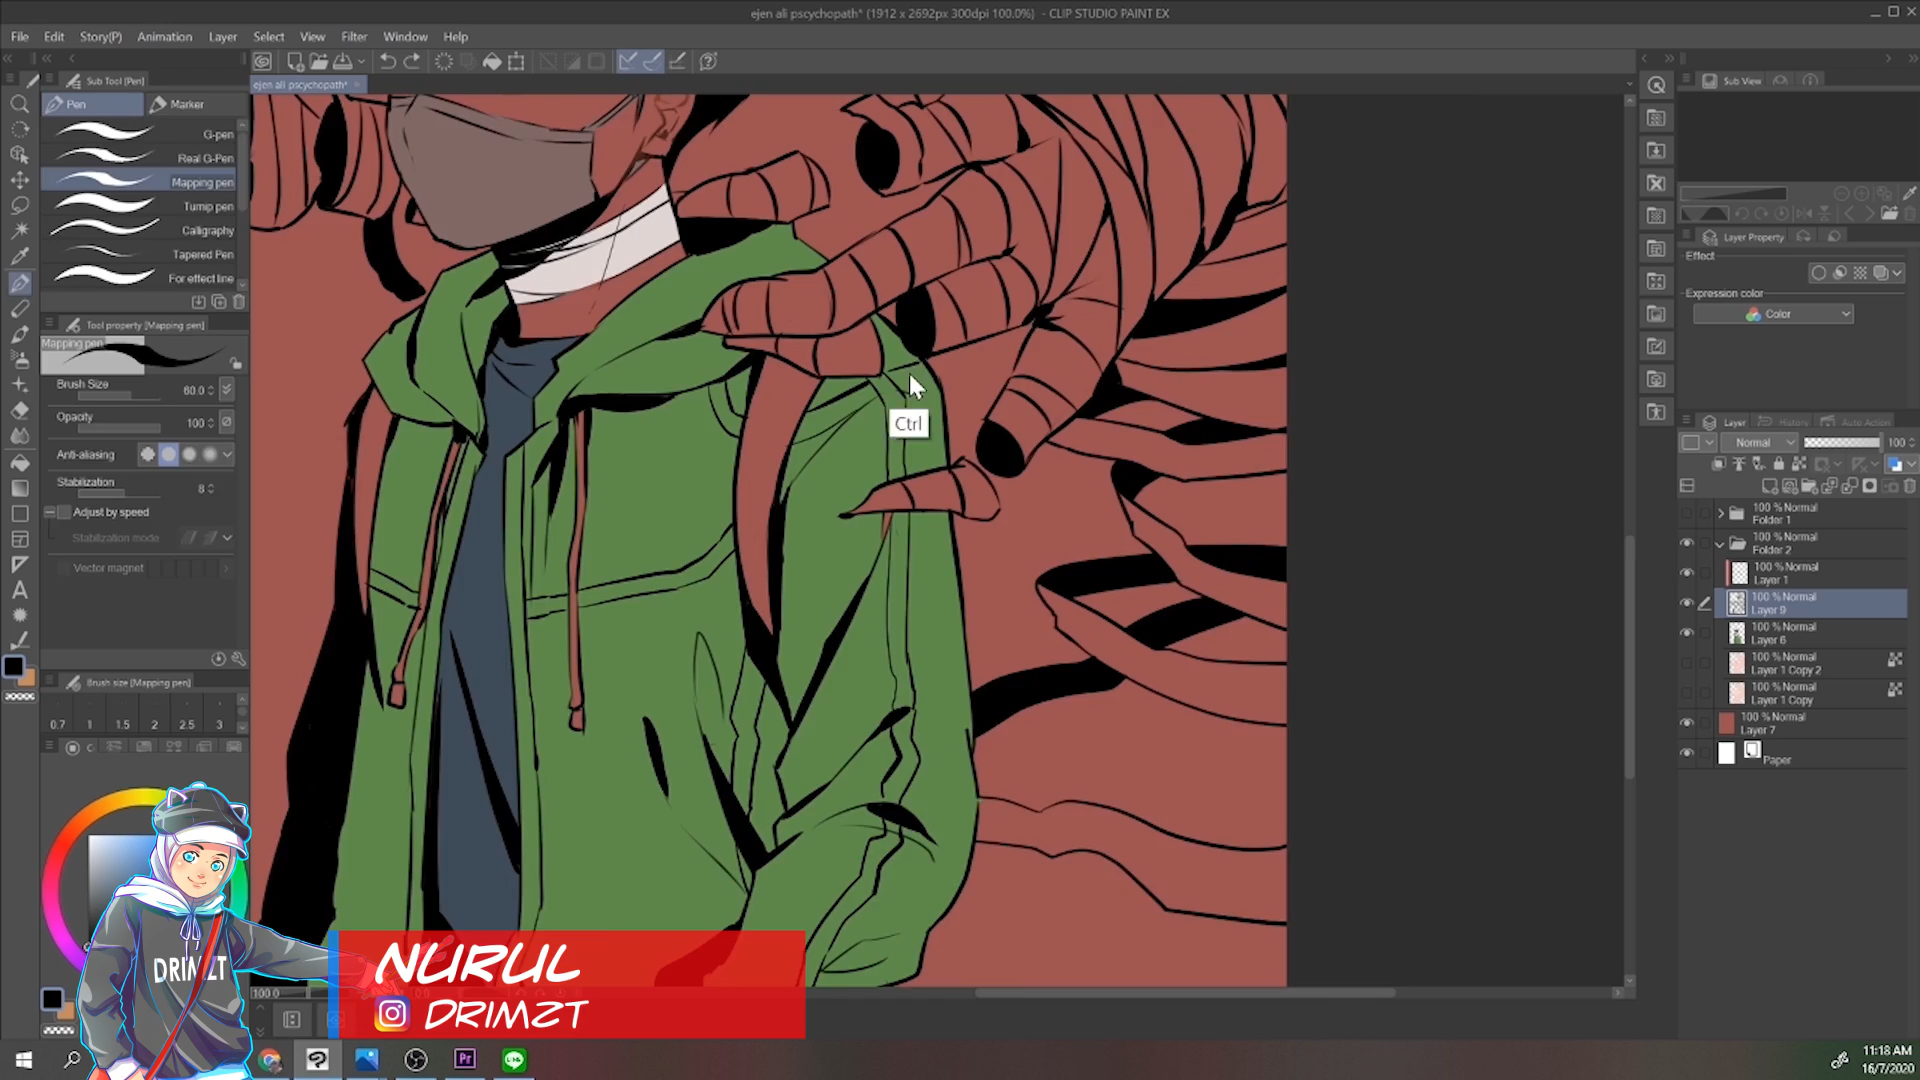 ejen ali pscychopath* (1912 x 2692px 300dpi 100.0%) - CLIP STUDIO PAINT EX
File Edit Story(P) Animation Layer Select View Filter Window Help
Sub Tool [Pen]
ejen ali pscychopath*
Sub View
Pen Marker
G-pen
Real G-Pen
Mapping pen
Turnip pen
Calligraphy
Tapered Pen
For effect line
Tool property [Mapping pen]
Mapping pen
Brush Size 60.0
Opacity 100
Anti-aliasing
Stabilization 8
Adjust by speed
Stabilization mode
Vector magnet
Brush size [Mapping pen]
0.7 1 1.5 2 2.5 3
Ctrl
Layer Property
Effect
Expression color
Color
Layer History Auto Action
Normal 100
100 % Normal
Folder 1
100 % Normal
Folder 2
100 % Normal
Layer 1
100 % Normal
Layer 9
100 % Normal
Layer 6
100 % Normal
Layer 1 Copy 2
100 % Normal
Layer 1 Copy
100 % Normal
Layer 7
Paper
DRIMZT
NURUL
DRIMZT
100.0
Pr
11:18 AM
16/7/2020